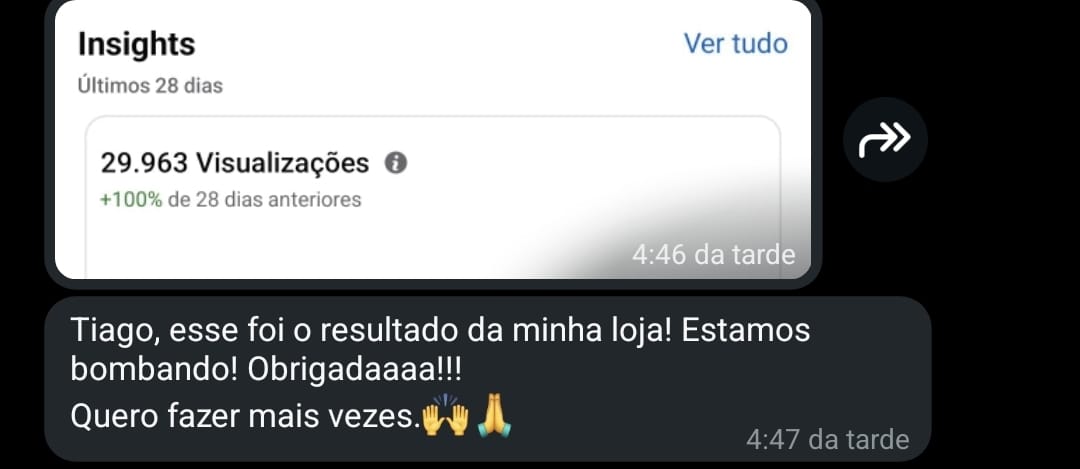 Insights
Ver tudo
Últimos 28 dias
29.963 Visualizações
+100% de 28 dias anteriores
4:46 da tarde
Tiago, esse foi o resultado da minha loja! Estamos
bombando! Obrigadaaaa!!!
Quero fazer mais vezes.🙌🙏
4:47 da tarde